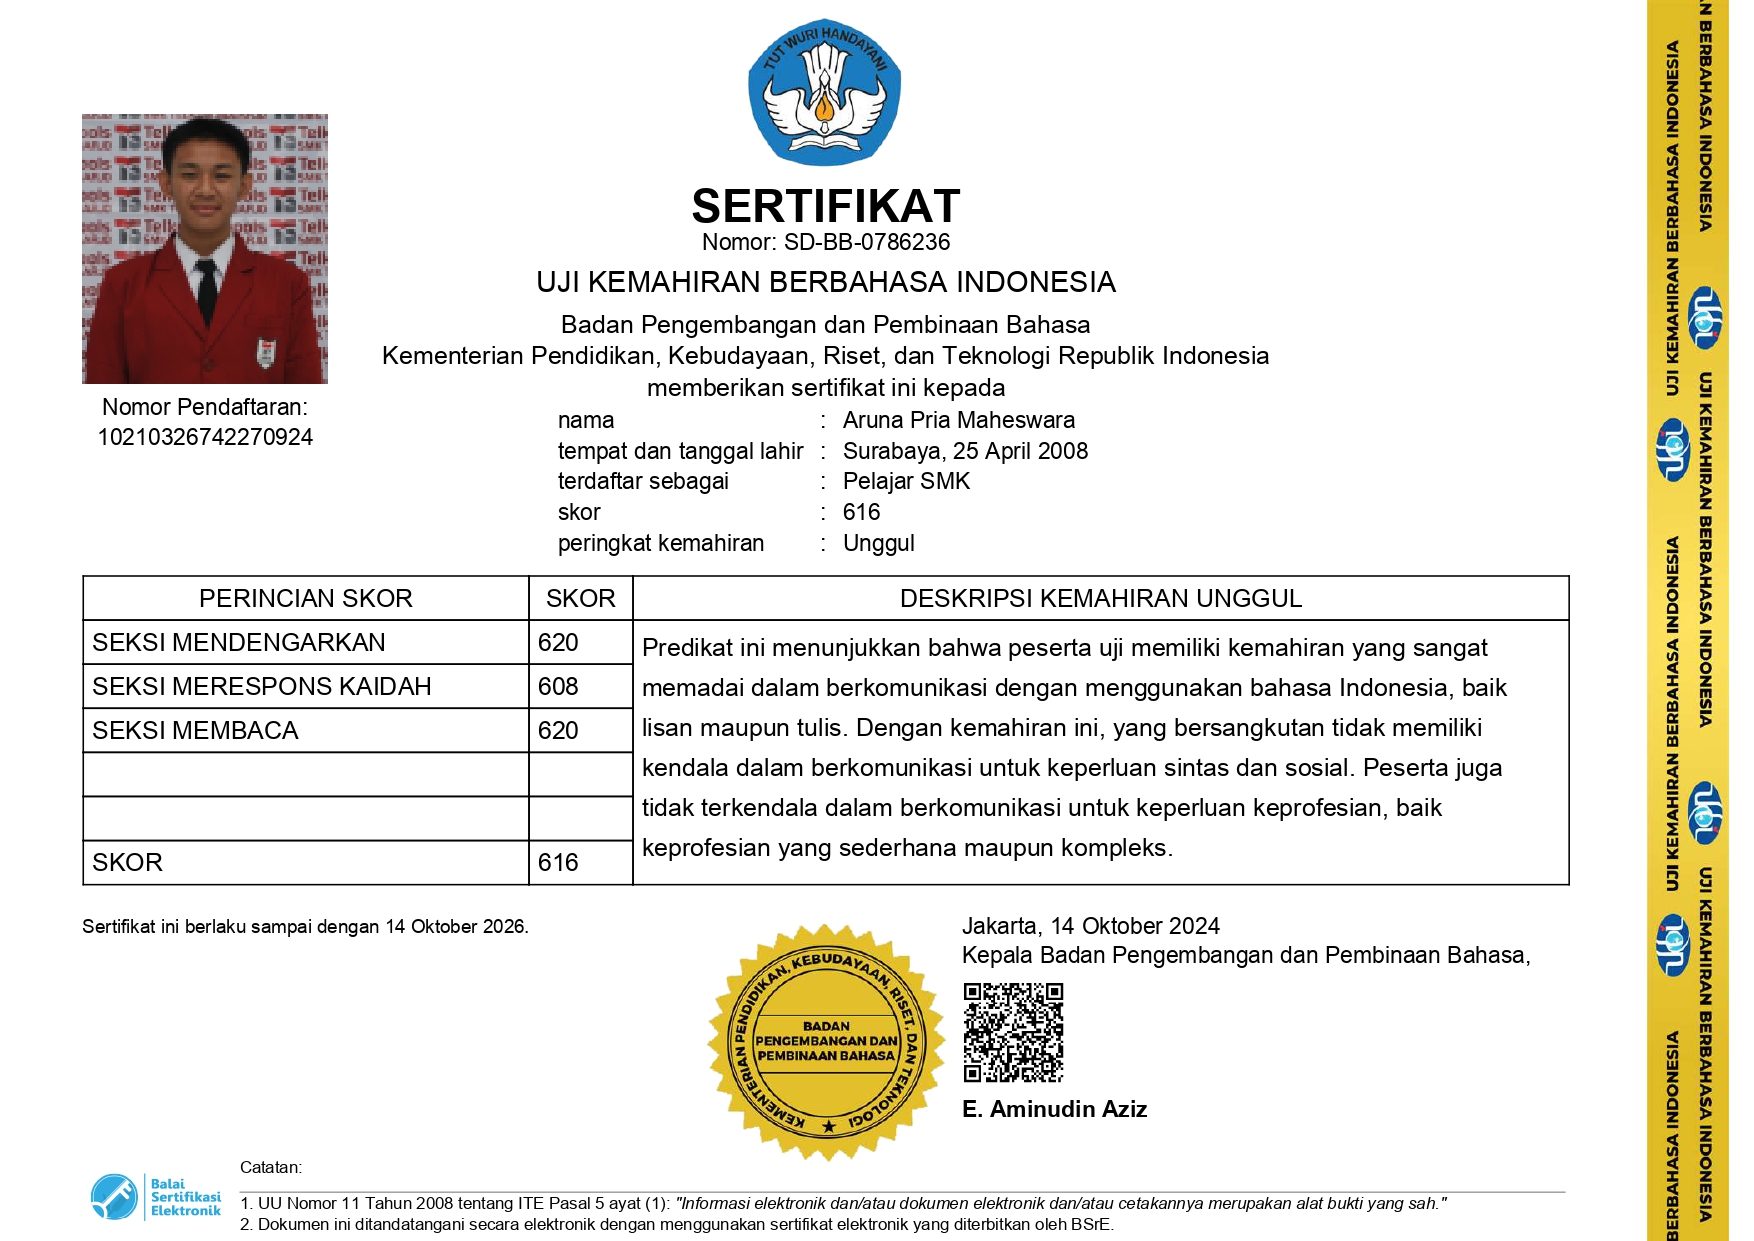 TUT WURI HANDAYANI
SERTIFIKAT
Nomor: SD-BB-0786236
UJI KEMAHIRAN BERBAHASA INDONESIA
Badan Pengembangan dan Pembinaan Bahasa
Kementerian Pendidikan, Kebudayaan, Riset, dan Teknologi Republik Indonesia
memberikan sertifikat ini kepada
Nomor Pendaftaran:
10210326742270924
nama : Aruna Pria Maheswara
tempat dan tanggal lahir : Surabaya, 25 April 2008
terdaftar sebagai : Pelajar SMK
skor : 616
peringkat kemahiran : Unggul
PERINCIAN SKOR SKOR DESKRIPSI KEMAHIRAN UNGGUL
SEKSI MENDENGARKAN 620
SEKSI MERESPONS KAIDAH 608
SEKSI MEMBACA 620
SKOR 616
Predikat ini menunjukkan bahwa peserta uji memiliki kemahiran yang sangat
memadai dalam berkomunikasi dengan menggunakan bahasa Indonesia, baik
lisan maupun tulis. Dengan kemahiran ini, yang bersangkutan tidak memiliki
kendala dalam berkomunikasi untuk keperluan sintas dan sosial. Peserta juga
tidak terkendala dalam berkomunikasi untuk keperluan keprofesian, baik
keprofesian yang sederhana maupun kompleks.
Sertifikat ini berlaku sampai dengan 14 Oktober 2026.
Jakarta, 14 Oktober 2024
Kepala Badan Pengembangan dan Pembinaan Bahasa,
KEMENTERIAN PENDIDIKAN, KEBUDAYAAN, RISET, DAN TEKNOLOGI
BADAN
PENGEMBANGAN DAN
PEMBINAAN BAHASA
E. Aminudin Aziz
Balai
Sertifikasi
Elektronik
Catatan:
1. UU Nomor 11 Tahun 2008 tentang ITE Pasal 5 ayat (1): "Informasi elektronik dan/atau dokumen elektronik dan/atau cetakannya merupakan alat bukti yang sah."
2. Dokumen ini ditandatangani secara elektronik dengan menggunakan sertifikat elektronik yang diterbitkan oleh BSrE.
UJI KEMAHIRAN BERBAHASA INDONESIA
ukbi
UJI KEMAHIRAN BERBAHASA INDONESIA
ukbi
BERBAHASA INDONESIA
N BERBAHASA INDONESIA
ukbi
UJI KEMAHIRAN BERBAHASA INDONESIA
ukbi
UJI KEMAHIRAN BERBAHASA INDONESIA